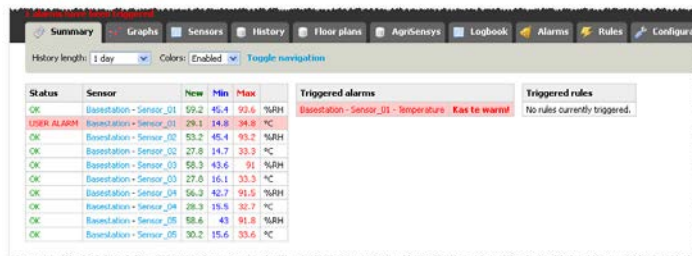 alarms have been triggered
Summary Graphs Sensors History Floor plans AgriSensys Logbook Alarms Rules Configura
History length: 1 day Colors: Enabled Toggle navigation
Status Sensor New Min Max Triggered alarms Triggered rules
OK Basestation - Sensor_01 59.2 45.4 93.6 %RH Basestation - Sensor_01 - Temperature Kas te warm! No rules currently triggered.
USER ALARM Basestation - Sensor_01 29.1 14.8 34.8 °C
OK Basestation - Sensor_02 53.2 45.4 93.2 %RH
OK Basestation - Sensor_02 27.8 14.7 33.3 °C
OK Basestation - Sensor_03 58.3 43.6 91 %RH
OK Basestation - Sensor_03 27.8 16.1 33.3 °C
OK Basestation - Sensor_04 56.3 42.7 91.5 %RH
OK Basestation - Sensor_04 28.3 15.5 32.7 °C
OK Basestation - Sensor_05 58.6 43 91.8 %RH
OK Basestation - Sensor_05 30.2 15.6 33.6 °C